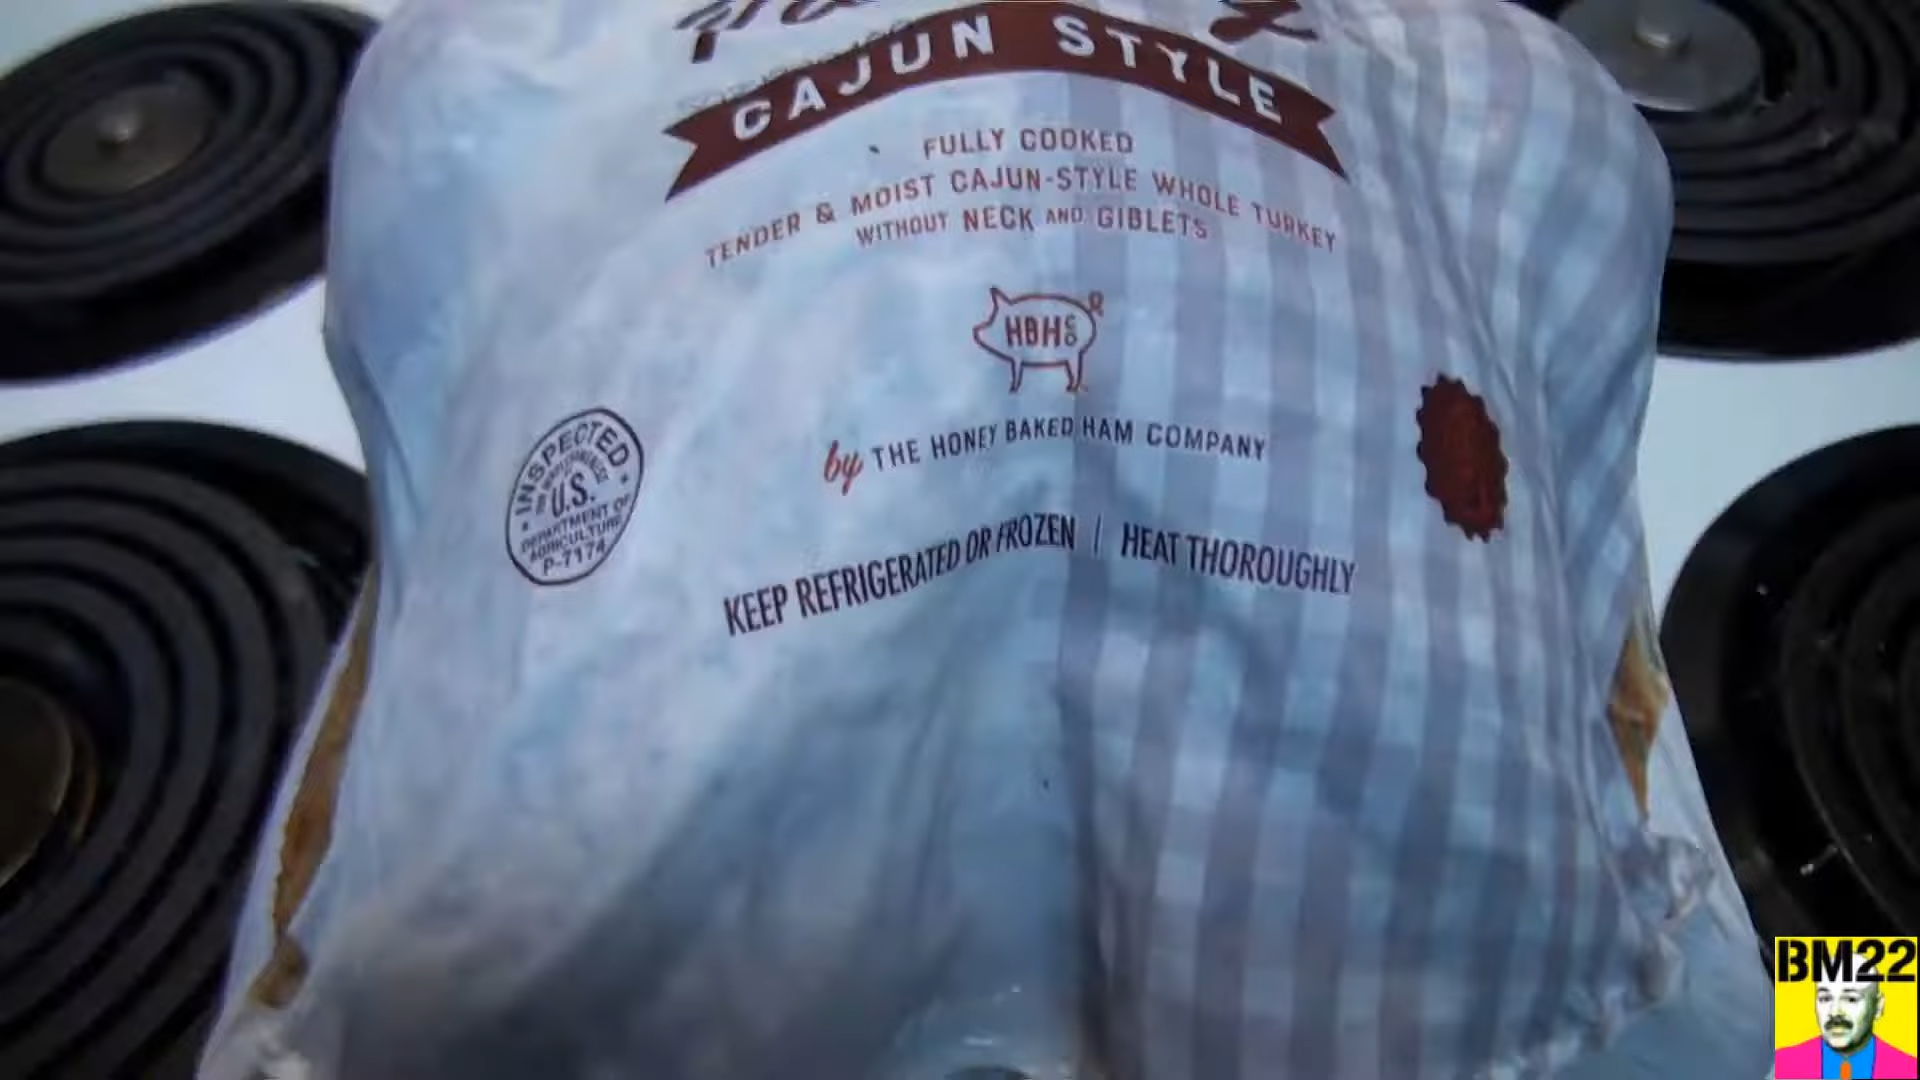 CAJUN STYLE
FULLY COOKED
TENDER & MOIST CAJUN-STYLE WHOLE TURKEY
WITHOUT NECK AND GIBLETS
HBH CO
by THE HONEY BAKED HAM COMPANY
INSPECTED
U.S.
DEPARTMENT OF
AGRICULTURE
P-7174
KEEP REFRIGERATED OR FROZEN | HEAT THOROUGHLY
BM22